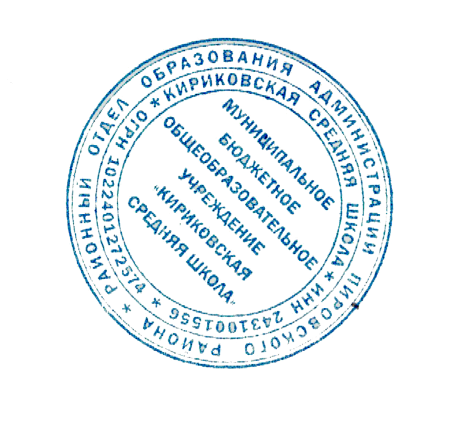 * РАЙОННЫЙ ОТДЕЛ ОБРАЗОВАНИЯ АДМИНИСТРАЦИИ ПИРОВСКОГО РАЙОНА
* КИРИКОВСКАЯ СРЕДНЯЯ ШКОЛА * ИНН 2431001556 * ОГРН 1022401272574
МУНИЦИПАЛЬНОЕ
БЮДЖЕТНОЕ
ОБЩЕОБРАЗОВАТЕЛЬНОЕ
УЧРЕЖДЕНИЕ
"КИРИКОВСКАЯ
СРЕДНЯЯ ШКОЛА"